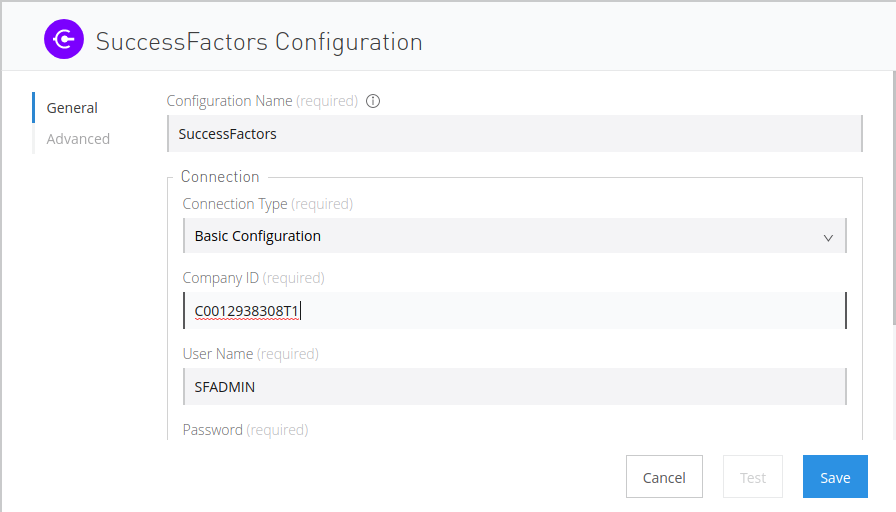 SuccessFactors Configuration
General
Advanced
Configuration Name (required)
SuccessFactors
Connection
Connection Type (required)
Basic Configuration
Company ID (required)
C0012938308T1
User Name (required)
SFADMIN
Password (required)
Cancel
Test
Save